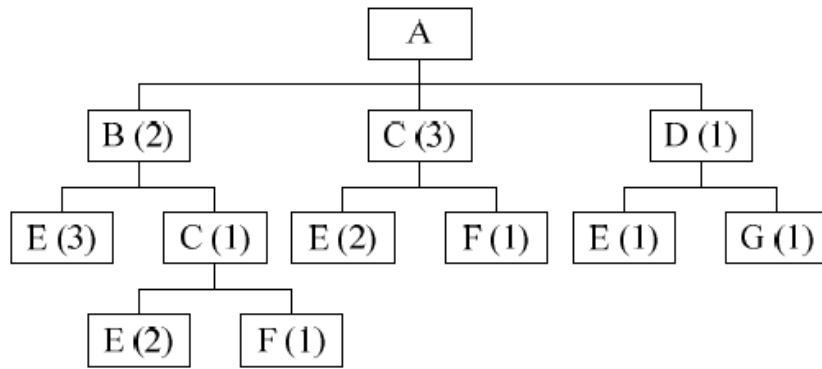 A
B (2) C (3) D (1)
E (3) C (1) E (2) F (1) E (1) G (1)
E (2) F (1)